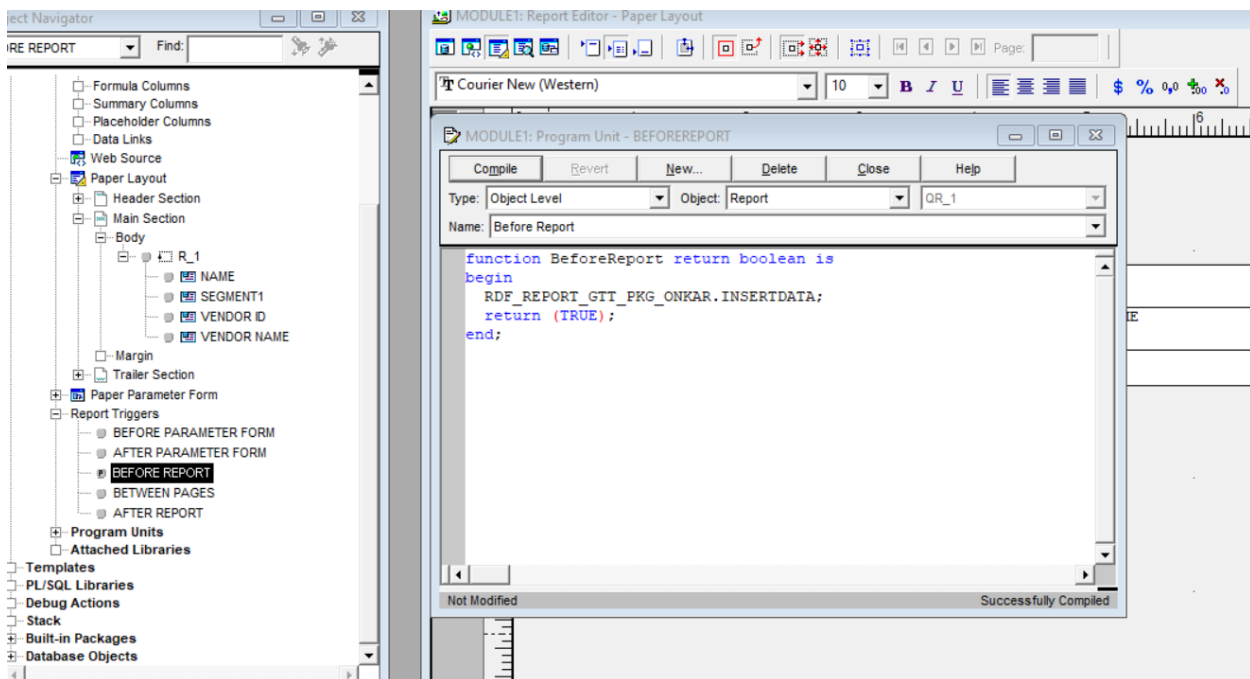 ject Navigator
RE REPORT
Find:
Formula Columns
Summary Columns
Placeholder Columns
Data Links
Web Source
Paper Layout
Header Section
Main Section
Body
R_1
NAME
SEGMENT1
VENDOR ID
VENDOR NAME
Margin
Trailer Section
Paper Parameter Form
Report Triggers
BEFORE PARAMETER FORM
AFTER PARAMETER FORM
BEFORE REPORT
BETWEEN PAGES
AFTER REPORT
Program Units
Attached Libraries
Templates
PL/SQL Libraries
Debug Actions
Stack
Built-in Packages
Database Objects
MODULE1: Report Editor - Paper Layout
Page:
Courier New (Western) 10 B I U $ %
6
MODULE1: Program Unit - BEFOREREPORT
Compile Revert New... Delete Close Help
Type: Object Level Object: Report QR_1
Name: Before Report
function BeforeReport return boolean is
begin
RDF_REPORT_GTT_PKG_ONKAR.INSERTDATA;
return (TRUE);
end;
Not Modified Successfully Compiled